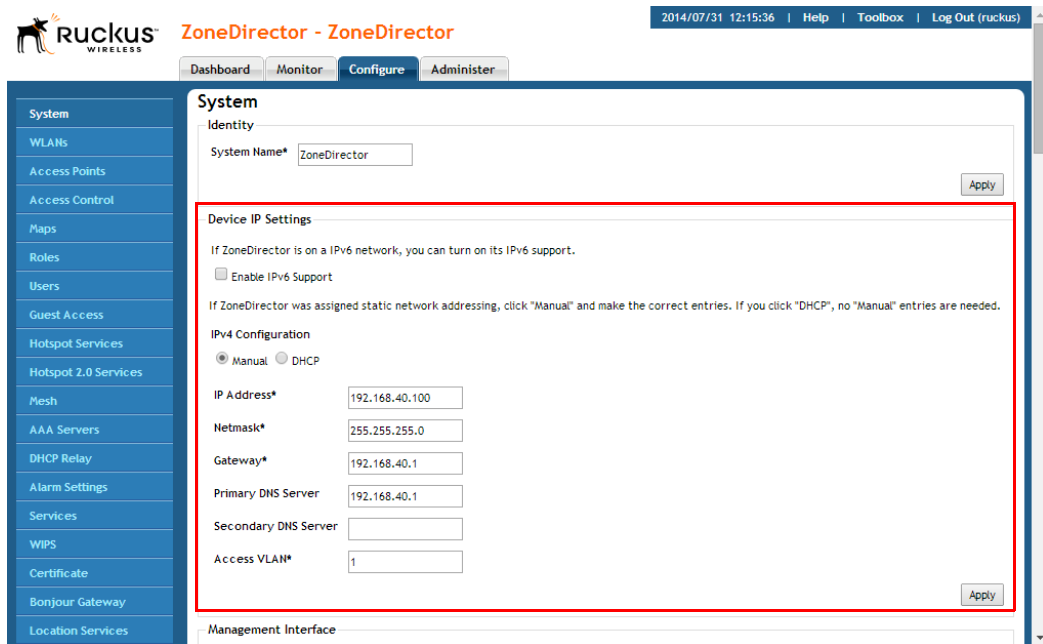 2014/07/31 12:15:36 | Help | Toolbox | Log Out (ruckus)
Ruckus™
WIRELESS
ZoneDirector - ZoneDirector
Dashboard Monitor Configure Administer
System
WLANs
Access Points
Access Control
Maps
Roles
Users
Guest Access
Hotspot Services
Hotspot 2.0 Services
Mesh
AAA Servers
DHCP Relay
Alarm Settings
Services
WIPS
Certificate
Bonjour Gateway
Location Services
System
Identity
System Name* ZoneDirector
Apply
Device IP Settings
If ZoneDirector is on a IPv6 network, you can turn on its IPv6 support.
Enable IPv6 Support
If ZoneDirector was assigned static network addressing, click "Manual" and make the correct entries. If you click "DHCP", no "Manual" entries are needed.
IPv4 Configuration
Manual DHCP
IP Address* 192.168.40.100
Netmask* 255.255.255.0
Gateway* 192.168.40.1
Primary DNS Server 192.168.40.1
Secondary DNS Server
Access VLAN* 1
Apply
Management Interface